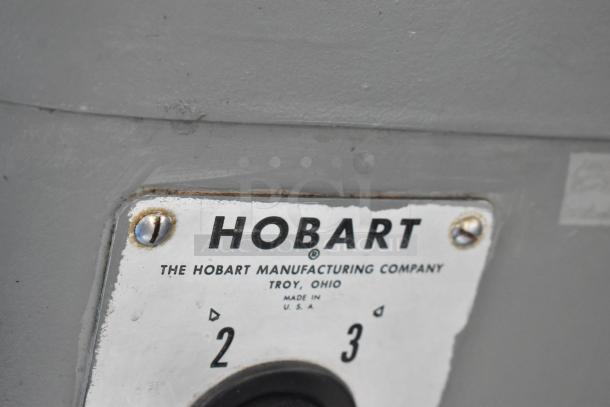 HOBART
®
THE HOBART MANUFACTURING COMPANY
TROY, OHIO
MADE IN
U. S. A.
2 3